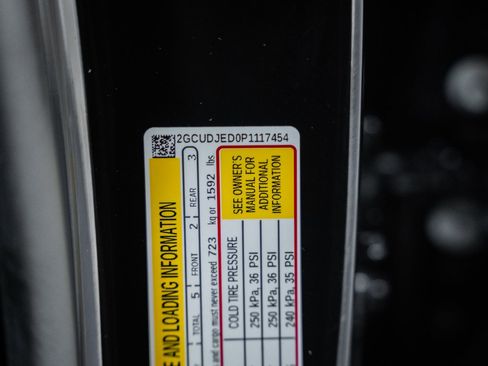 2GCUDJED0P1117454
E AND LOADING INFORMATION
TOTAL 5 FRONT 2 REAR 3
and cargo must never exceed 723 kg or 1592 lbs
COLD TIRE PRESSURE
250 kPa, 36 PSI
250 kPa, 36 PSI
240 kPa, 35 PSI
SEE OWNER'S
MANUAL FOR
ADDITIONAL
INFORMATION